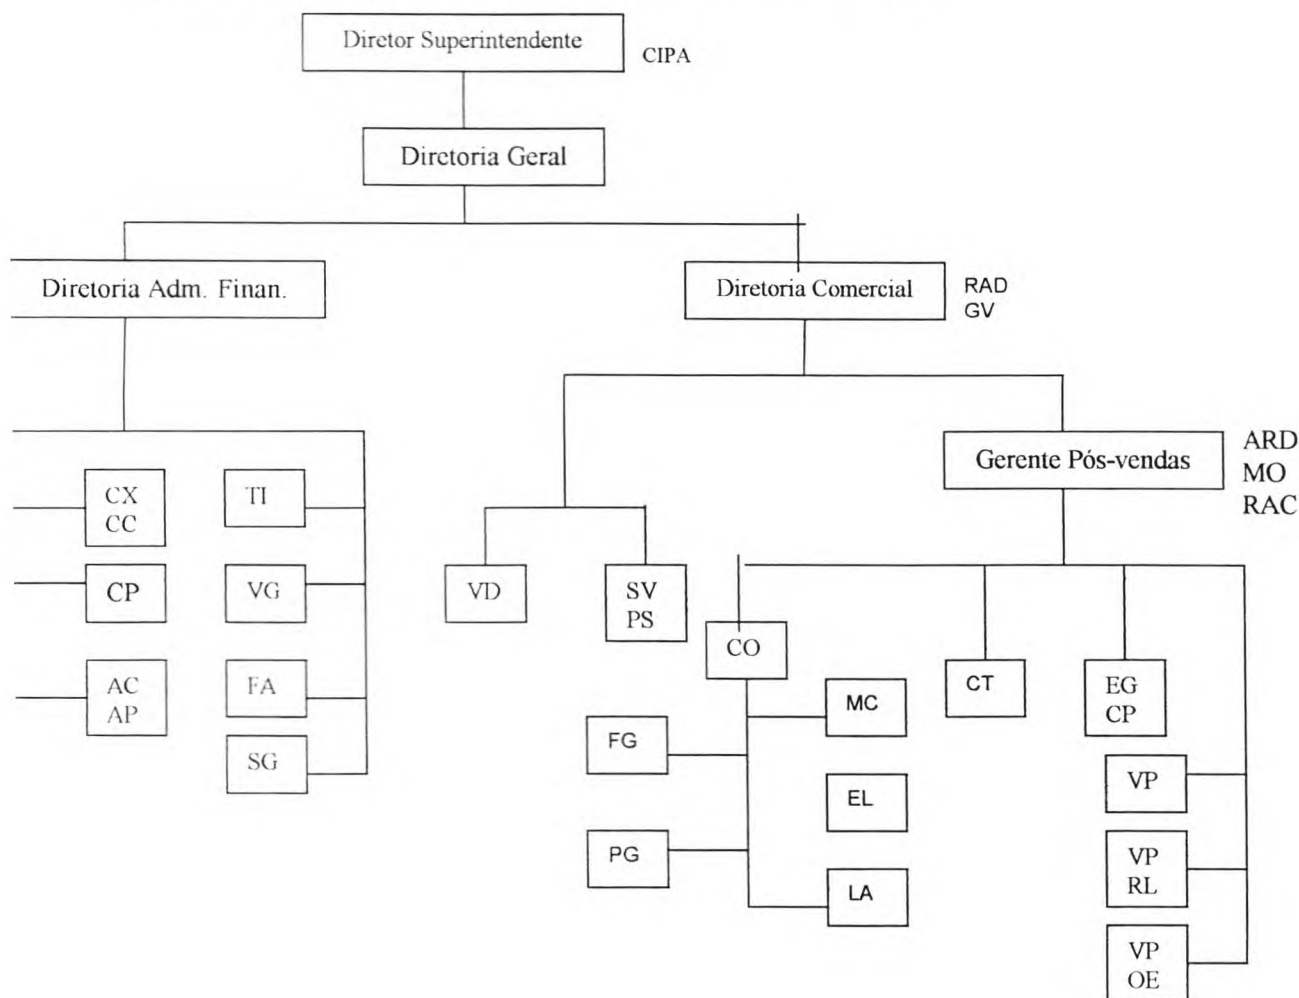 Diretor Superintendente
CIPA
Diretoria Geral
Diretoria Adm. Finan.
Diretoria Comercial
RAD
GV
Gerente Pós-vendas
ARD
MO
RAC
CX
CC
TI
CP
VG
AC
AP
FA
SG
VD
SV
PS
CO
MC
FG
EL
PG
LA
CT
EG
CP
VP
VP
RL
VP
OE